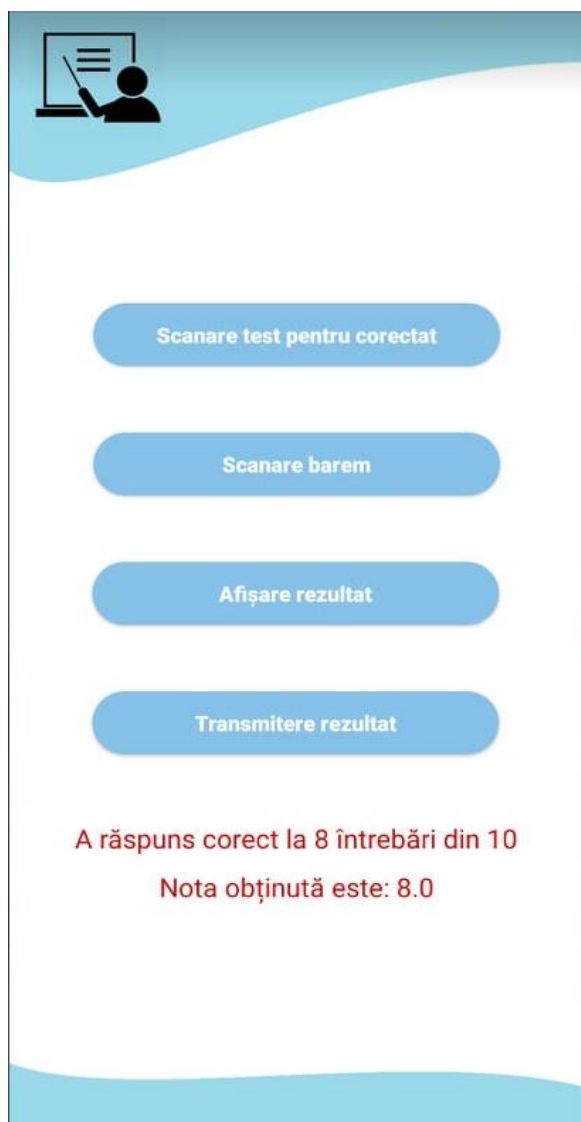 Scanare test pentru corectat
Scanare barem
Afișare rezultat
Transmitere rezultat
A răspuns corect la 8 întrebări din 10
Nota obținută este: 8.0